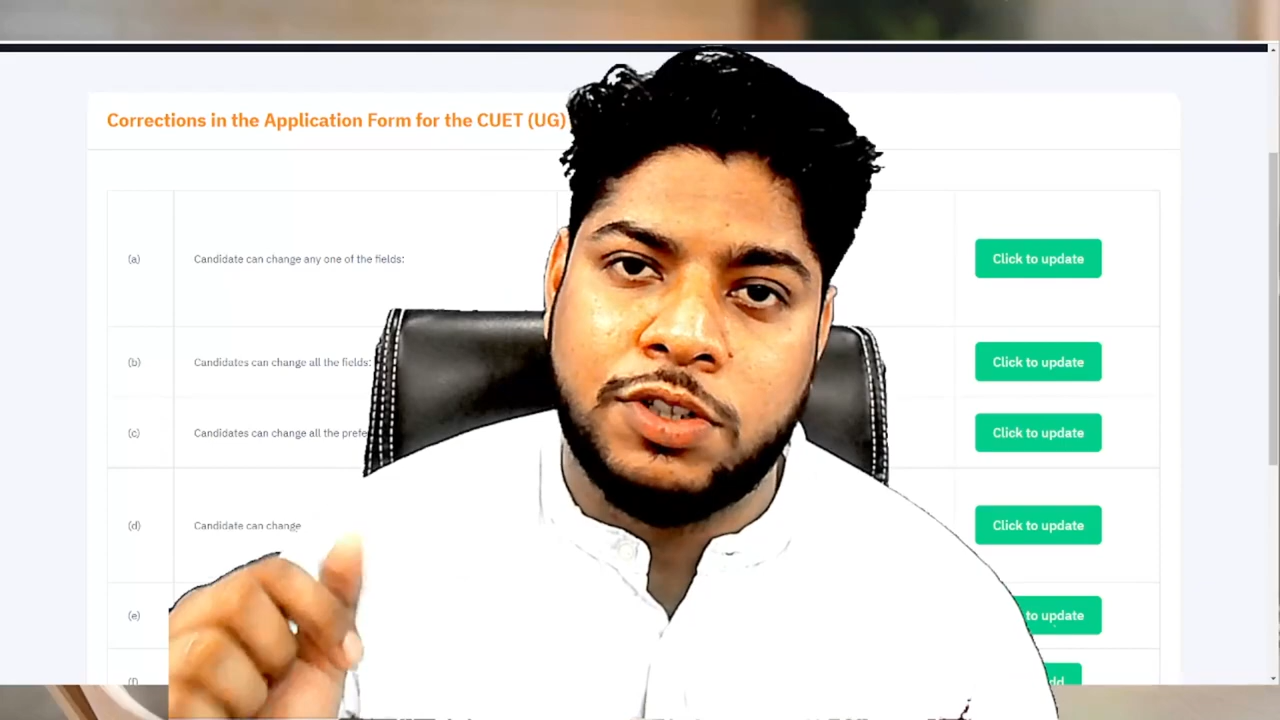 Corrections in the Application Form for the CUET (UG)
(a) Candidate can change any one of the fields: Click to update
(b) Candidates can change all the fields: Click to update
(c) Candidates can change all the Click to update
(d) Candidate can change Click to update
(e) to update